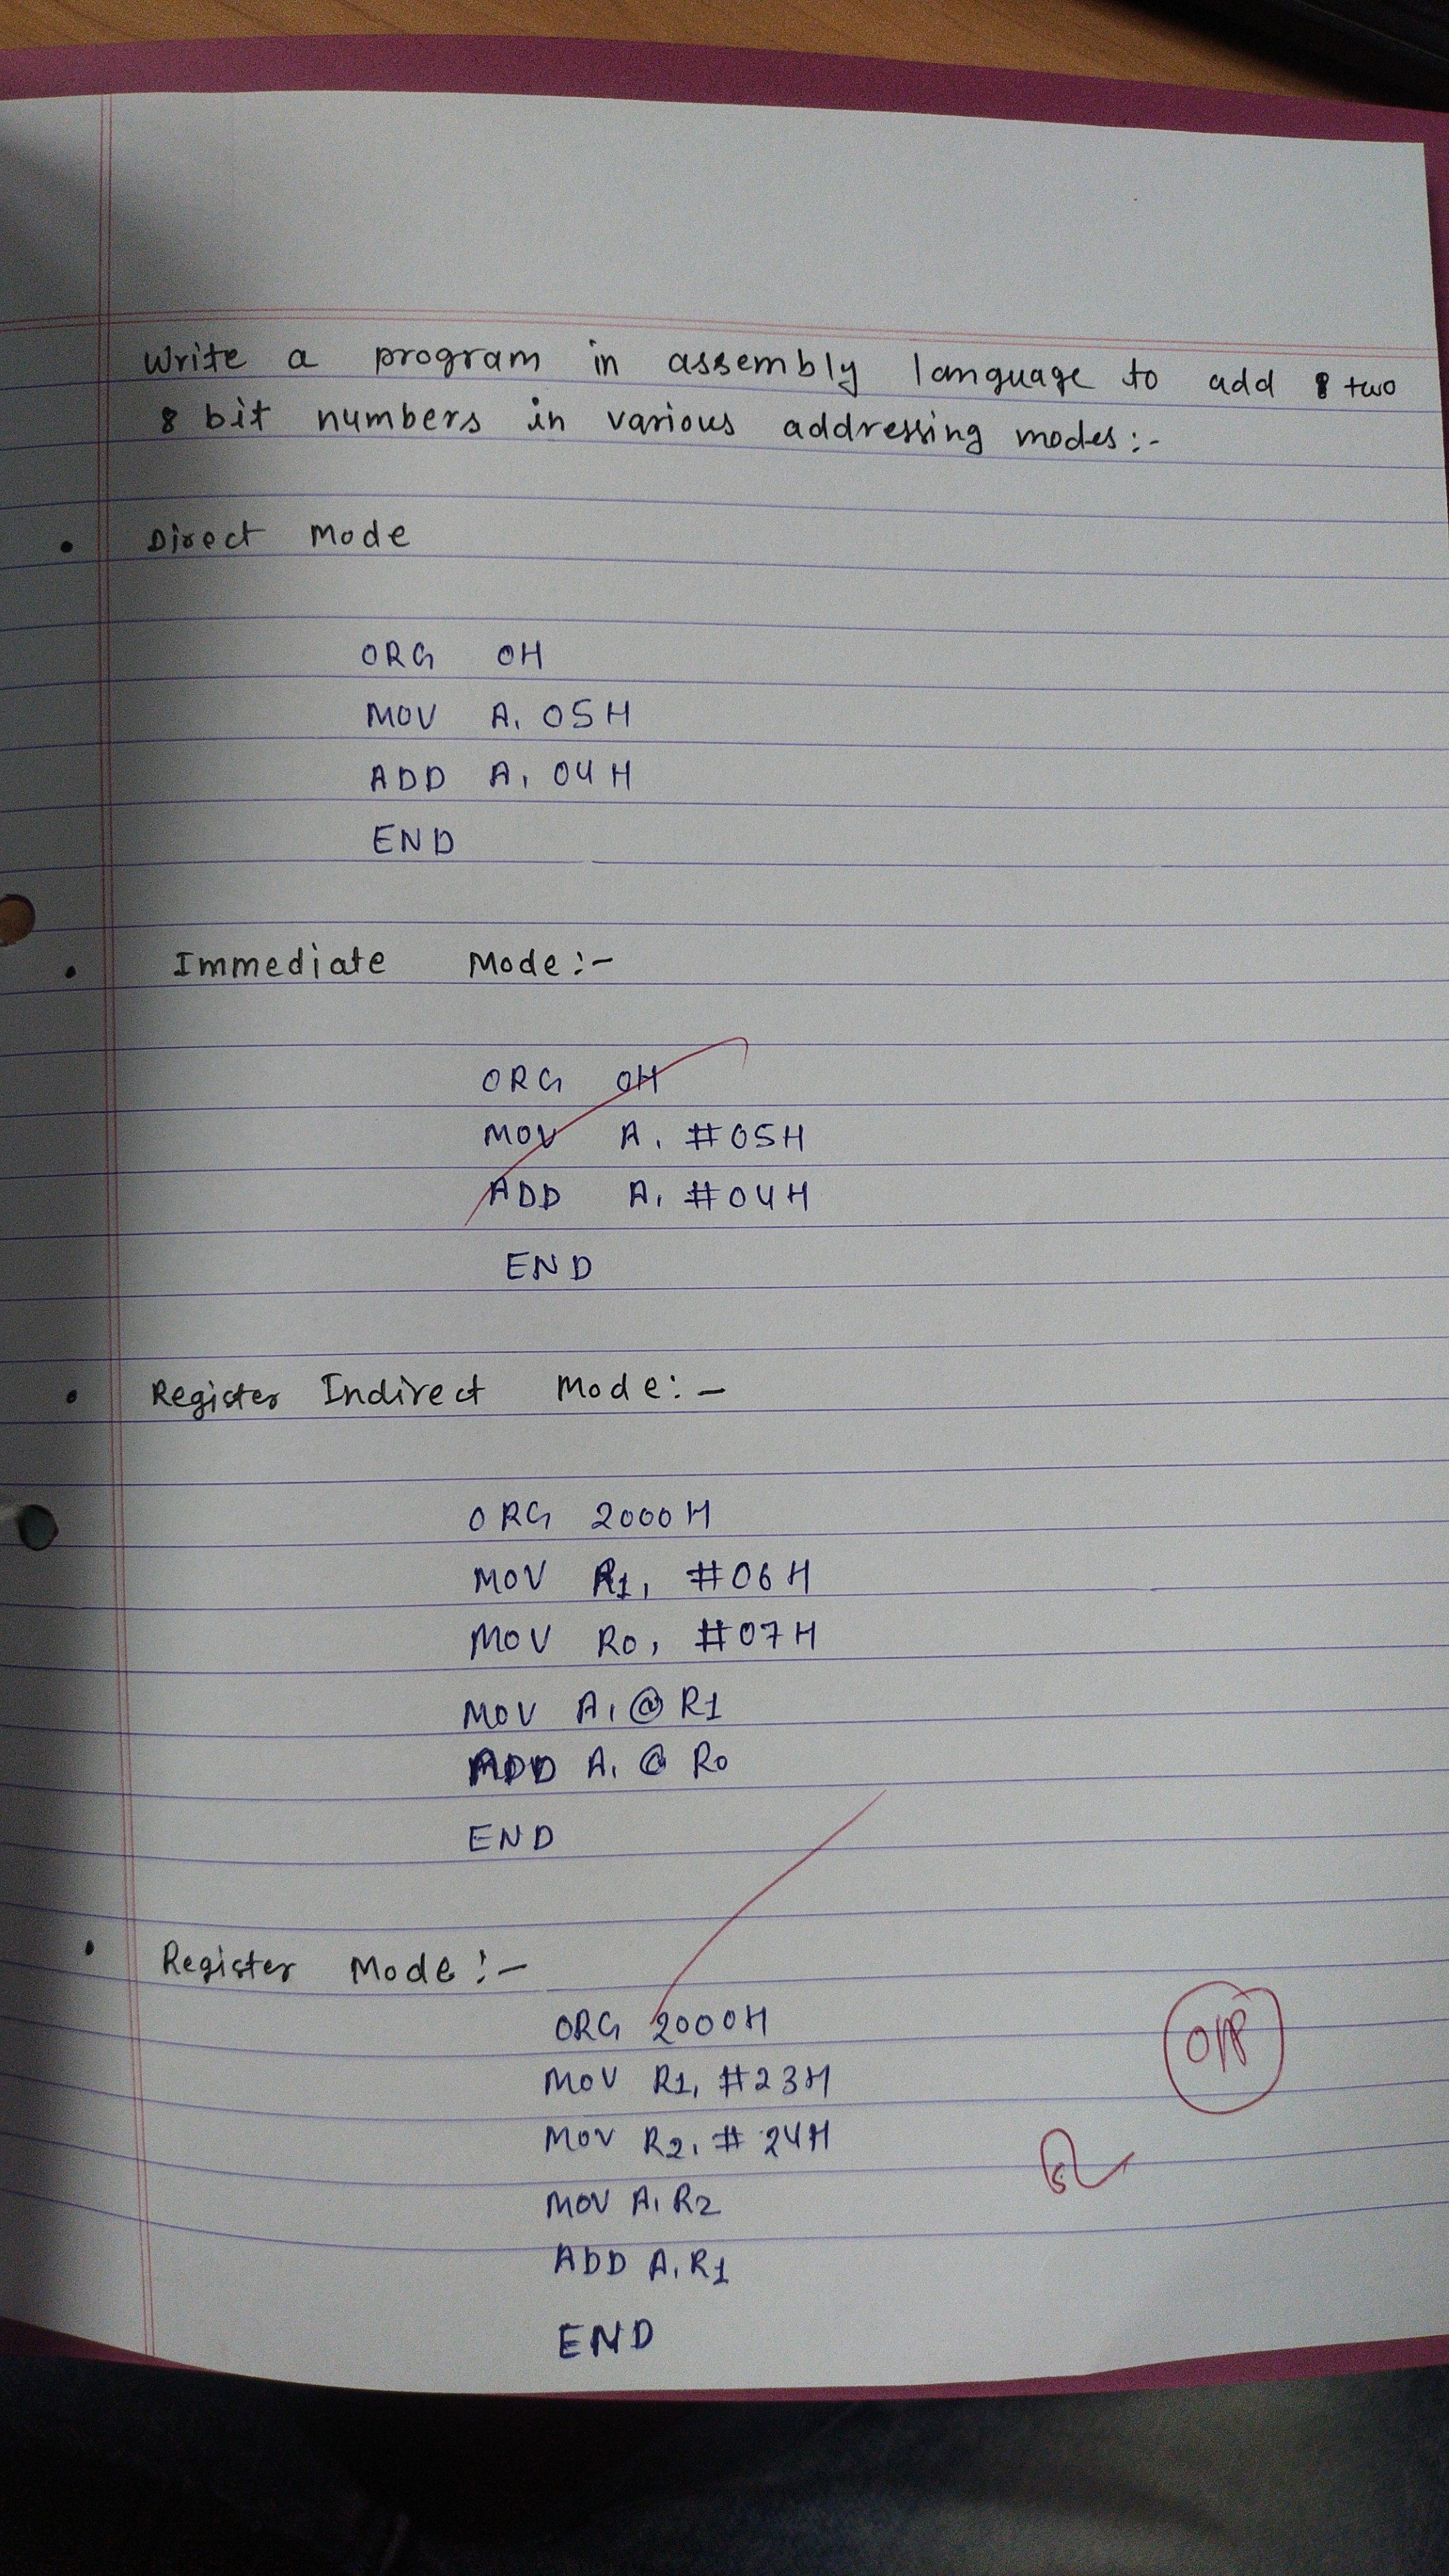 Write a program in assembly language to add 8 two
8 bit numbers in various addressing modes:-
• Direct Mode
ORG 0H
MOV A, 05H
ADD A, 04H
END
• Immediate Mode:-
ORG 0H
MOV A, #05H
ADD A, #04H
END
• Register Indirect Mode:-
ORG 2000H
MOV R1, #06H
MOV R0, #07H
MOV A, @R1
ADD A, @R0
END
• Register Mode:-
ORG 2000H
MOV R1, #23H
MOV R2, #24H
MOV A, R2
ADD A, R1
END
O/P